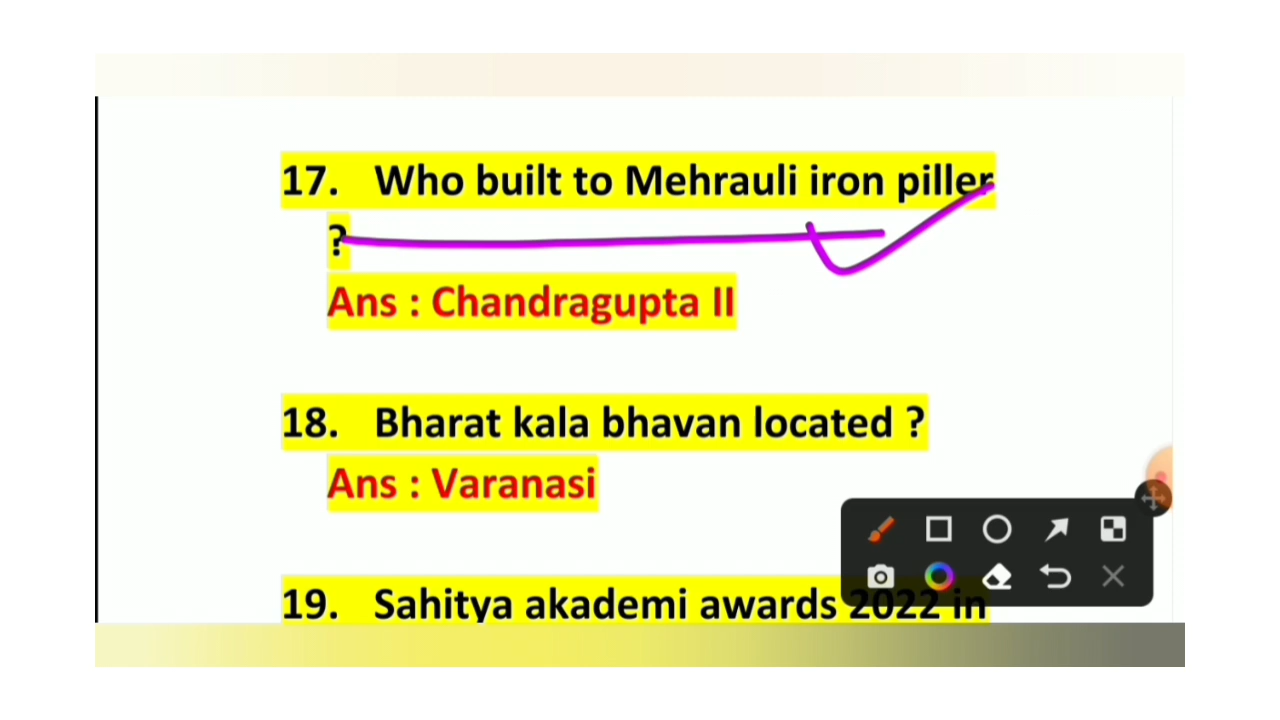 17. Who built to Mehrauli iron piller
?
Ans : Chandragupta II
18. Bharat kala bhavan located ?
Ans : Varanasi
19. Sahitya akademi awards 2022 in